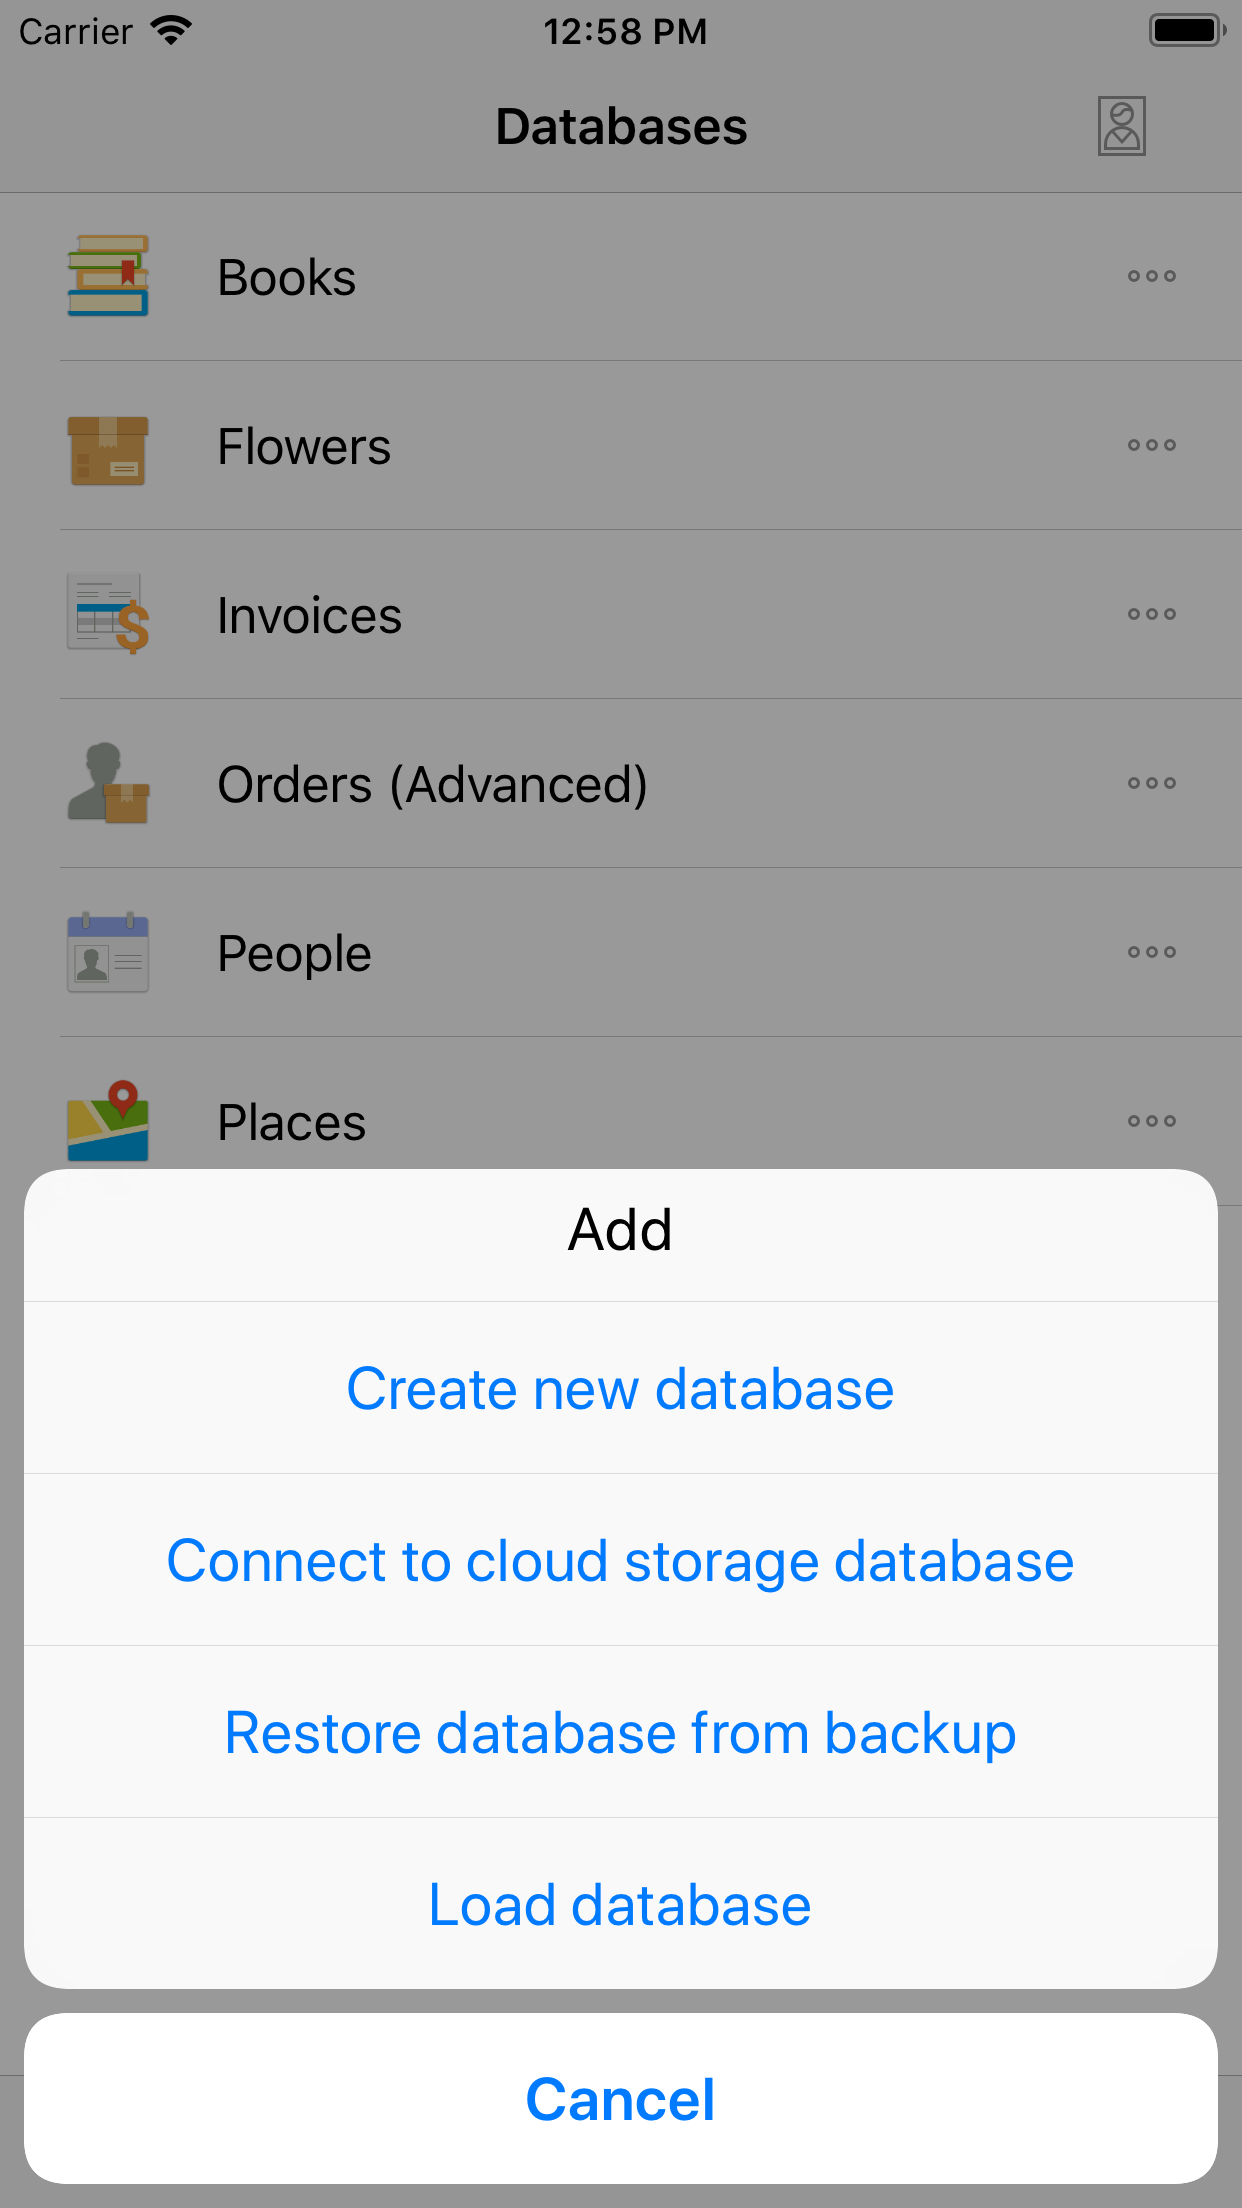 Carrier 12:58 PM
Databases
Books
Flowers
Invoices
Orders (Advanced)
People
Places
Add
Create new database
Connect to cloud storage database
Restore database from backup
Load database
Cancel